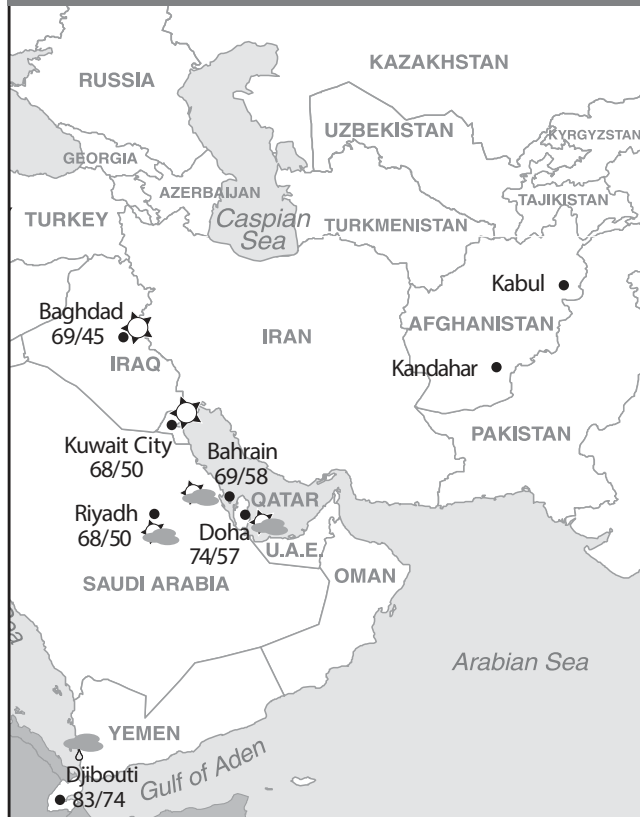 KAZAKHSTAN
RUSSIA
UZBEKISTAN
KYRGYZSTAN
GEORGIA
AZERBAIJAN
TAJIKISTAN
TURKEY
Caspian
Sea
TURKMENISTAN
Kabul
Baghdad
69/45
AFGHANISTAN
IRAN
IRAQ
Kandahar
PAKISTAN
Kuwait City
68/50
Bahrain
69/58
QATAR
Riyadh
68/50
Doha
74/57
U.A.E.
SAUDI ARABIA
OMAN
Arabian Sea
YEMEN
Djibouti
83/74
Gulf of Aden